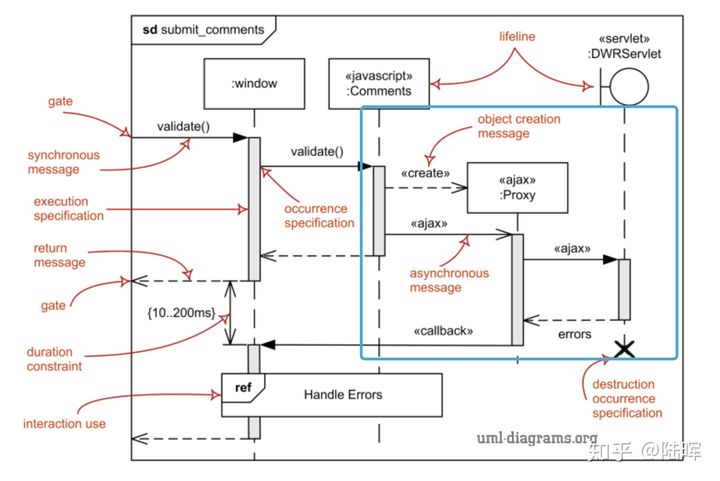 sd submit_comments
lifeline
«servlet»
:DWRServlet
:window
«javascript»
:Comments
gate
validate()
synchronous
message
validate()
object creation
message
«create»
«ajax»
:Proxy
execution
specification
occurrence
specification
«ajax»
«ajax»
return
message
asynchronous
message
gate
{10..200ms}
«callback»
errors
duration
constraint
ref
Handle Errors
destruction
occurrence
specification
interaction use
uml-diagrams.org
知乎 @陆晖